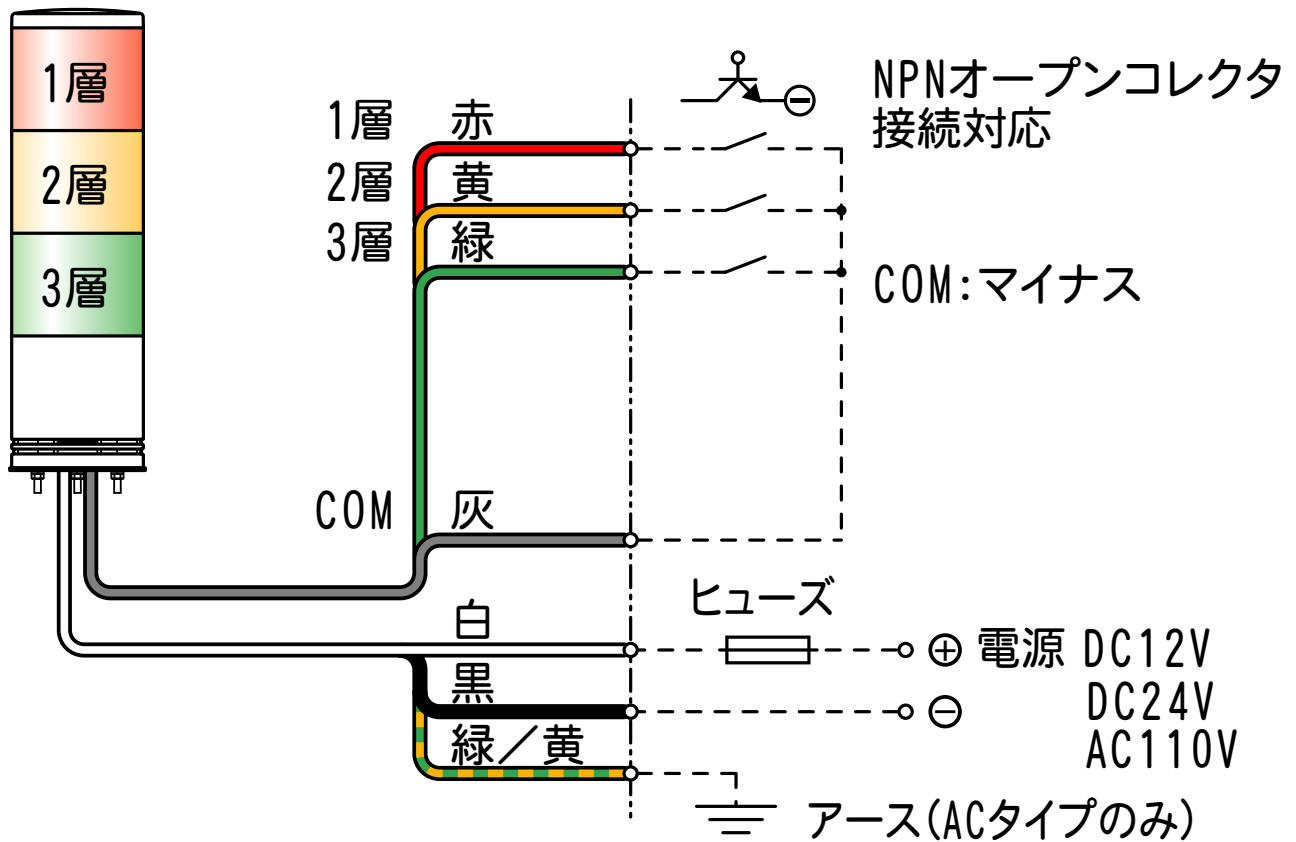 1層
2層
3層
1層 赤
2層 黄
3層 緑
COM 灰
NPNオープンコレクタ
接続対応
COM:マイナス
ヒューズ
白
黒
緑/黄
⊕ 電源 DC12V
⊖ DC24V
AC110V
アース(ACタイプのみ)